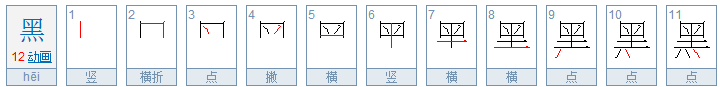 1 2 3 4 5 6 7 8 9 10 11
黑
12 动画
hēi 竖 横折 点 撇 横 竖 横 横 点 点 点